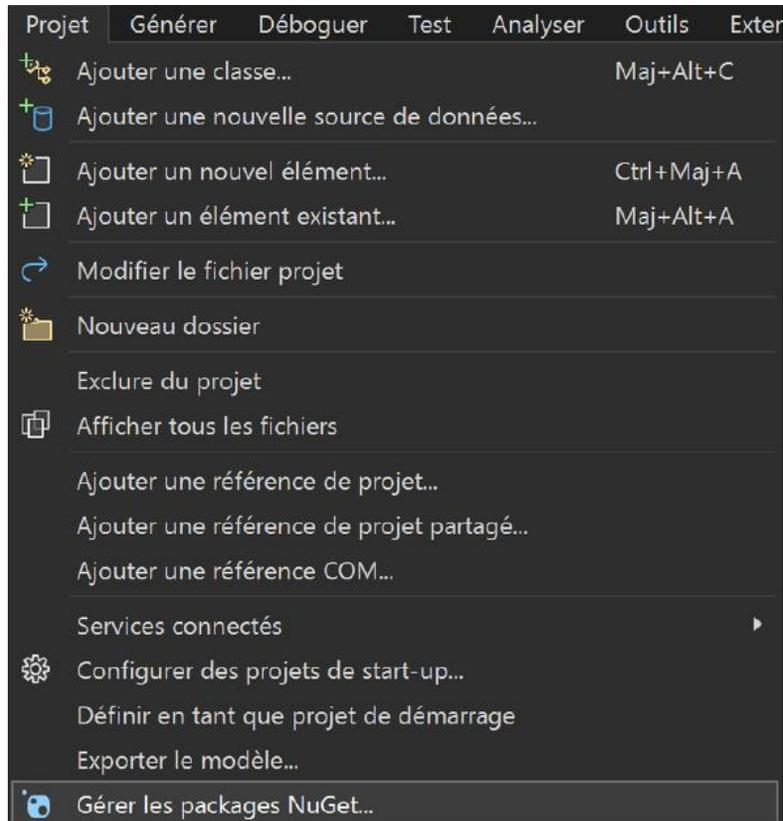 Projet Générer Déboguer Test Analyser Outils Exter
Ajouter une classe... Maj+Alt+C
Ajouter une nouvelle source de données...
Ajouter un nouvel élément... Ctrl+Maj+A
Ajouter un élément existant... Maj+Alt+A
Modifier le fichier projet
Nouveau dossier
Exclure du projet
Afficher tous les fichiers
Ajouter une référence de projet...
Ajouter une référence de projet partagé...
Ajouter une référence COM...
Services connectés
Configurer des projets de start-up...
Définir en tant que projet de démarrage
Exporter le modèle...
Gérer les packages NuGet...